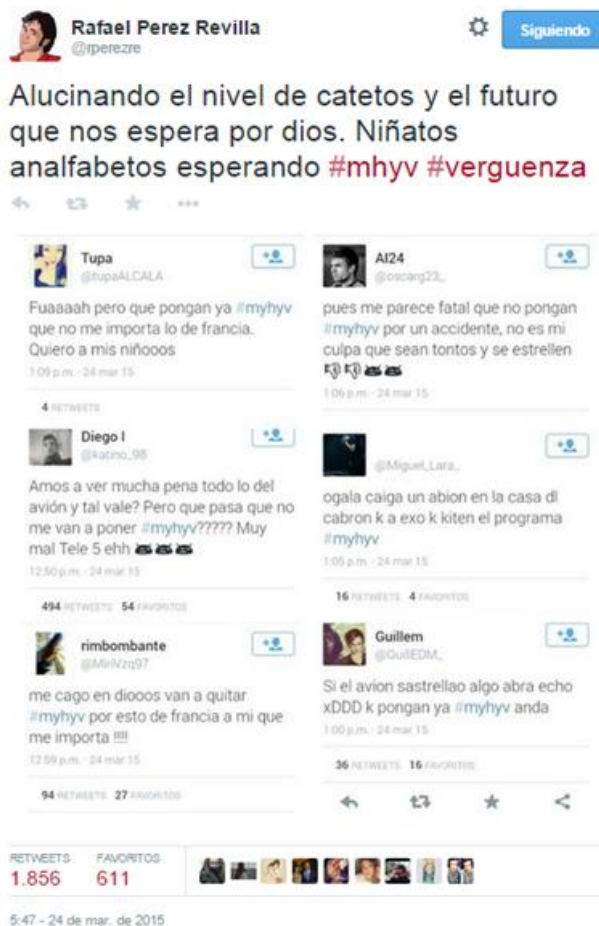 Rafael Perez Revilla
@rperezre
Siguiendo
Alucinando el nivel de catetos y el futuro
que nos espera por dios. Niñatos
analfabetos esperando #mhyv #verguenza
Tupa
@tupaALCALA
Fuaaaah pero que pongan ya #myhyv
que no me importa lo de francia.
Quiero a mis niñooos
1:09 p.m. · 24 mar 15
4 RETWEETS
Diego I
@katino_98
Amos a ver mucha pena todo lo del
avión y tal vale? Pero que pasa que no
me van a poner #myhyv????? Muy
mal Tele 5 ehh
12:50 p.m. · 24 mar 15
494 RETWEETS 54 FAVORITOS
rimbombante
@MiriVzq97
me cago en diooos van a quitar
#myhyv por esto de francia a mi que
me importa !!!!
12:59 p.m. · 24 mar 15
94 RETWEETS 27 FAVORITOS
Al24
@oscarg23_
pues me parece fatal que no pongan
#myhyv por un accidente, no es mi
culpa que sean tontos y se estrellen
1:06 p.m. · 24 mar 15
@Miguel_Lara_
ogala caiga un abion en la casa dl
cabron k a exo k kiten el programa
#myhyv
1:05 p.m. · 24 mar 15
16 RETWEETS 4 FAVORITOS
Guillem
@GuillEDM_
Si el avion sastrellao algo abra echo
xDDD k pongan ya #myhyv anda
1:00 p.m. · 24 mar 15
36 RETWEETS 16 FAVORITOS
RETWEETS FAVORITOS
1.856 611
5:47 - 24 de mar. de 2015